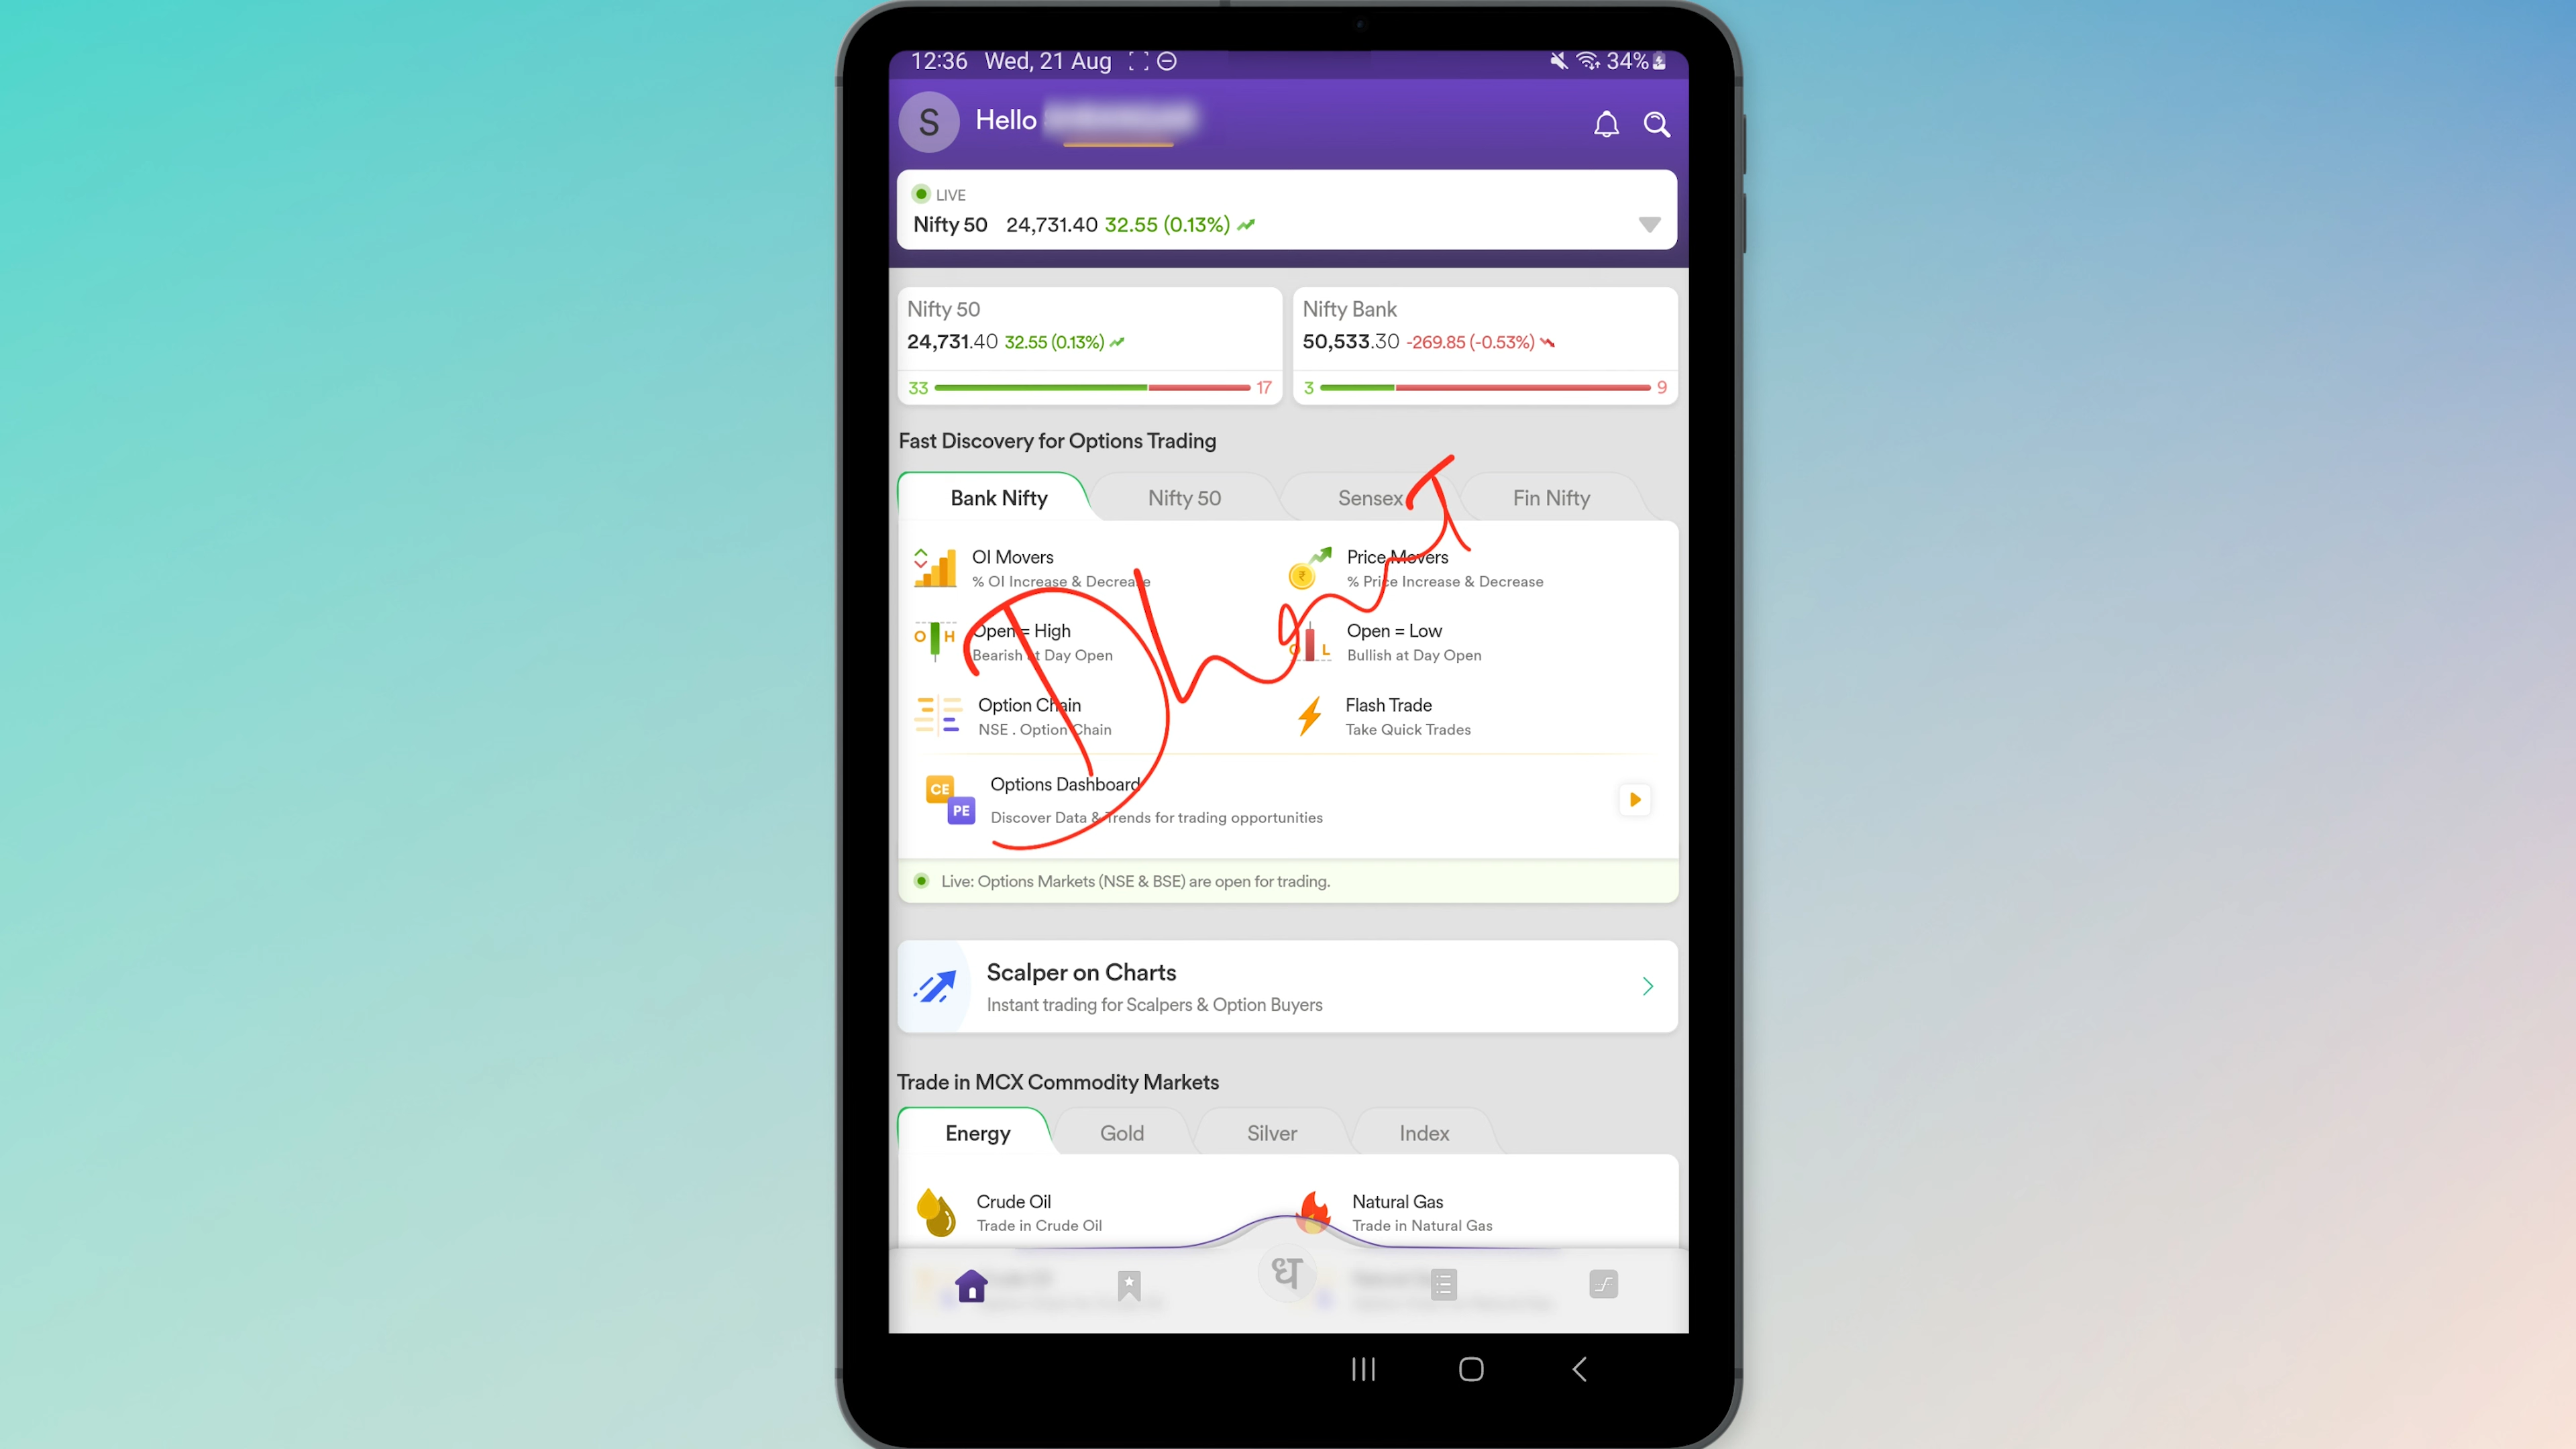 12:36 Wed, 21 Aug 34%
S Hello
LIVE
Nifty 50 24,731.40 32.55 (0.13%)
Nifty 50
24,731.40 32.55 (0.13%)
33 17
Nifty Bank
50,533.30 -269.85 (-0.53%)
3 9
Fast Discovery for Options Trading
Bank Nifty Nifty 50 Sensex Fin Nifty
OI Movers
% OI Increase & Decrease
Price Movers
% Price Increase & Decrease
O H
Open = High
Bearish at Day Open
O L
Open = Low
Bullish at Day Open
Option Chain
NSE . Option Chain
Flash Trade
Take Quick Trades
CE
PE
Options Dashboard
Discover Data & Trends for trading opportunities
Live: Options Markets (NSE & BSE) are open for trading.
Scalper on Charts
Instant trading for Scalpers & Option Buyers
Trade in MCX Commodity Markets
Energy Gold Silver Index
Crude Oil
Trade in Crude Oil
Natural Gas
Trade in Natural Gas
ध